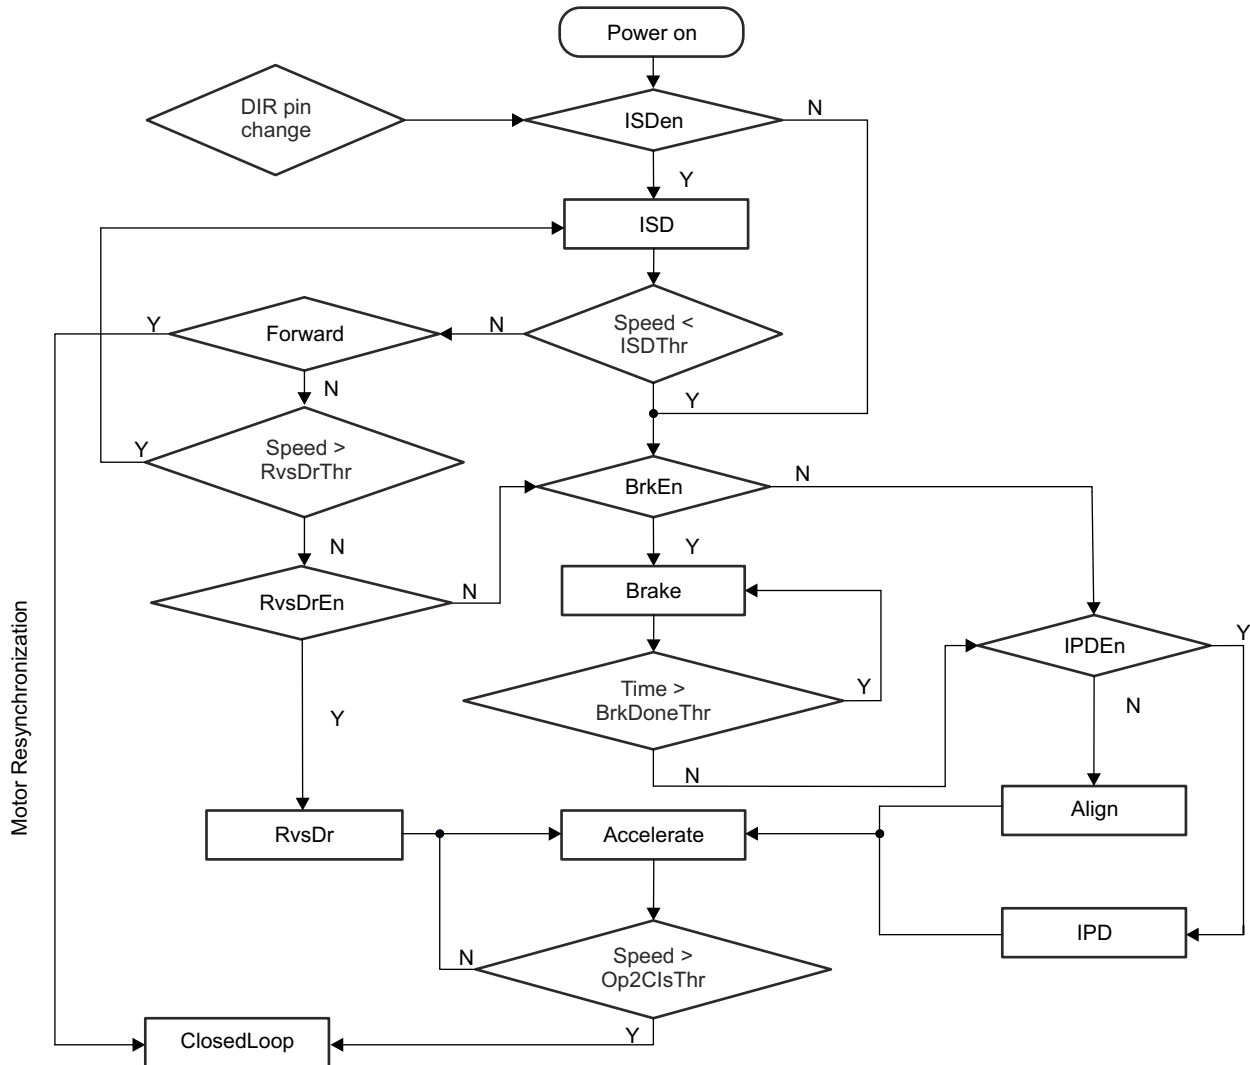 Power on
DIR pin
change
ISDen
N
Y
ISD
Y
Forward
N
Speed <
ISDThr
N
Y
Y
Speed >
RvsDrThr
BrkEn
N
N
Y
RvsDrEn
N
Brake
IPDEn
Y
Time >
BrkDoneThr
Y
N
Y
N
Motor Resynchronization
RvsDr
Accelerate
Align
N
Speed >
Op2ClsThr
IPD
Y
ClosedLoop